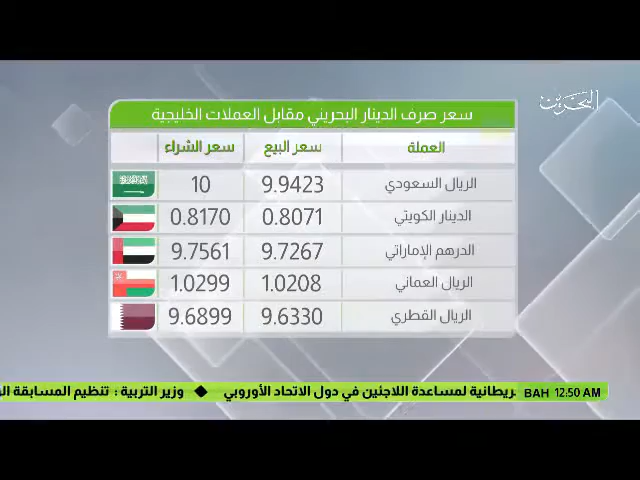 البحرين
سعر صرف الدينار البحريني مقابل العملات الخليجية
العملة سعر البيع سعر الشراء
الريال السعودي 9.9423 10
الدينار الكويتي 0.8071 0.8170
الدرهم الإماراتي 9.7267 9.7561
الريال العماني 1.0208 1.0299
الريال القطري 9.6330 9.6899
BAH 12:50 AM
بريطانية لمساعدة اللاجئين في دول الاتحاد الأوروبي ◆ وزير التربية : تنظيم المسابقة